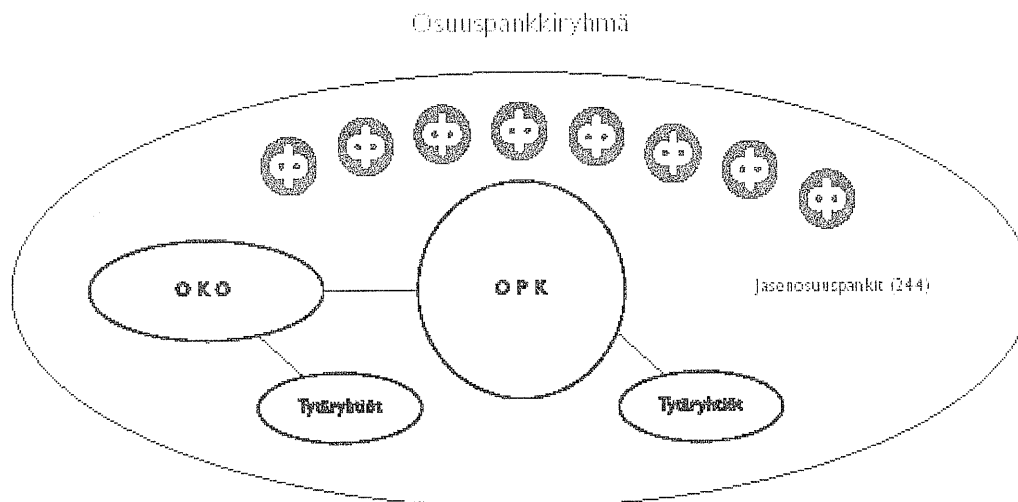 Osuuspankkiryhmä
OKO
OPK
Jäsenosuuspankit (244)
Tytäryhtiöt
Tytäryhtiöt